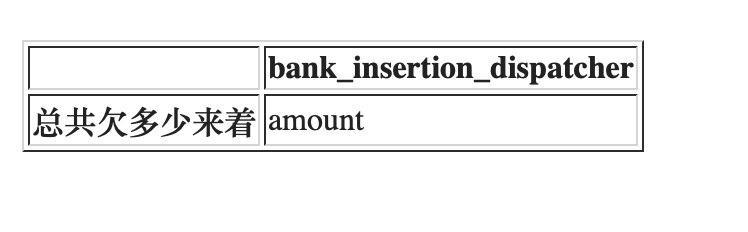 bank_insertion_dispatcher
总共欠多少来着 amount